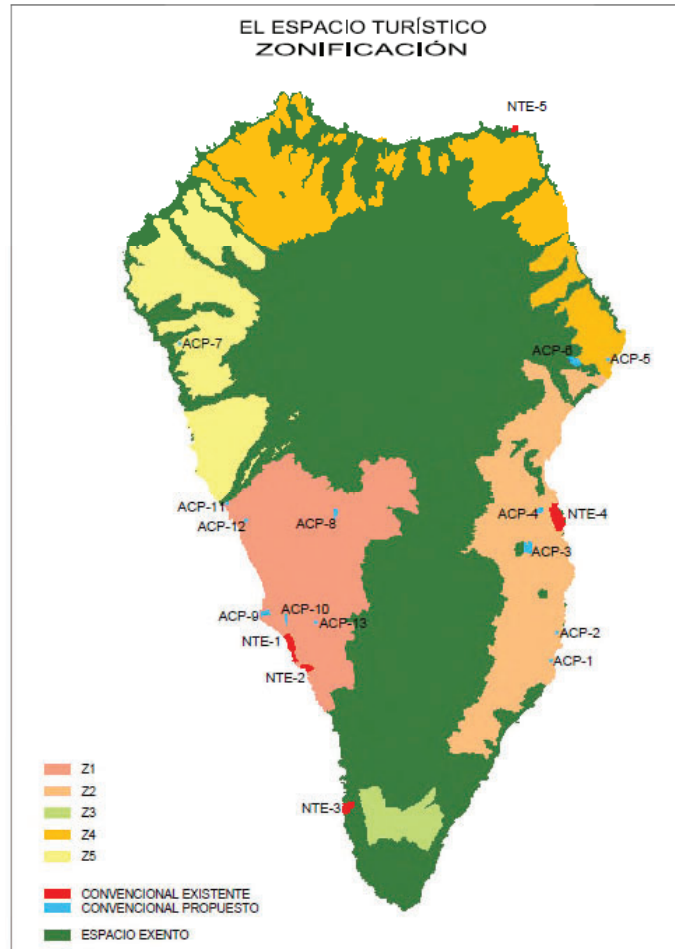 EL ESPACIO TURÍSTICO
ZONIFICACIÓN
NTE-5
ACP-7
ACP-6
ACP-5
ACP-11
ACP-12
ACP-8
ACP-4
NTE-4
ACP-3
ACP-9
ACP-10
ACP-13
ACP-2
NTE-1
ACP-1
NTE-2
NTE-3
Z1
Z2
Z3
Z4
Z5
CONVENCIONAL EXISTENTE
CONVENCIONAL PROPUESTO
ESPACIO EXENTO